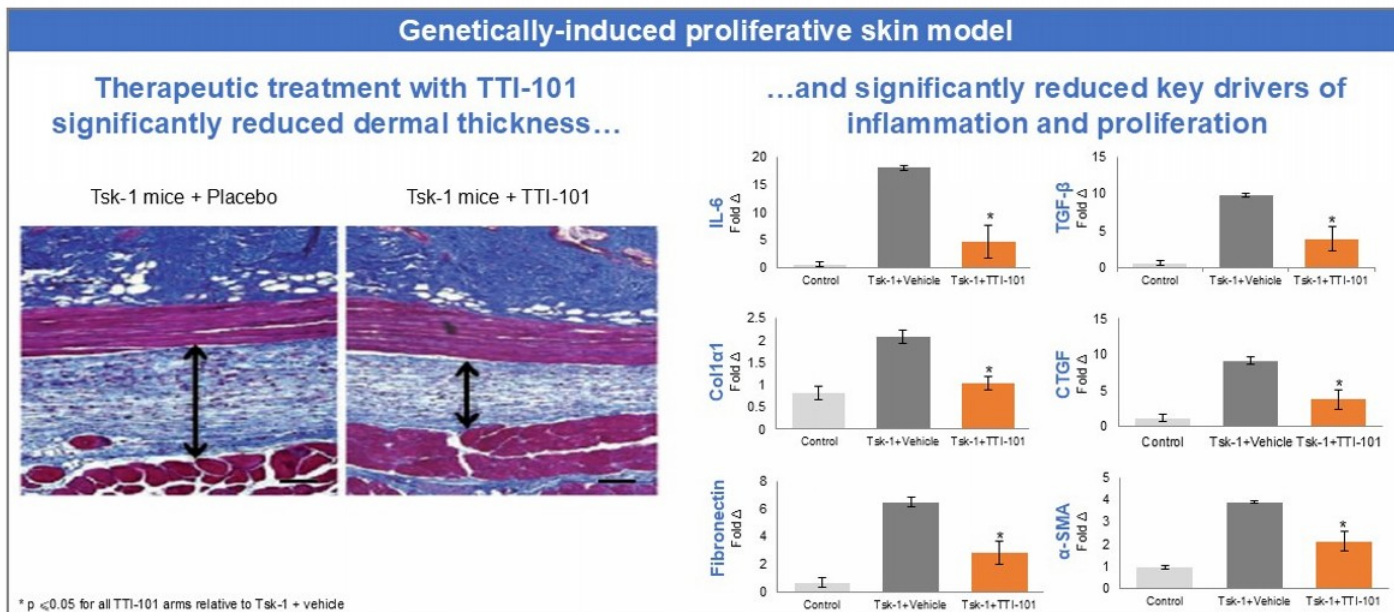 Genetically-induced proliferative skin model
Therapeutic treatment with TTI-101
significantly reduced dermal thickness…
Tsk-1 mice + Placebo
Tsk-1 mice + TTI-101
…and significantly reduced key drivers of
inflammation and proliferation
IL-6
Fold Δ
20
15
10
5
0
*
Control
Tsk-1+Vehicle
Tsk-1+TTI-101
TGF-β
Fold Δ
15
10
5
0
*
Control
Tsk-1+Vehicle
Tsk-1+TTI-101
Col1α1
Fold Δ
2.5
2
1.5
1
0.5
0
*
Control
Tsk-1+Vehicle
Tsk-1+TTI-101
CTGF
Fold Δ
15
10
5
0
*
Control
Tsk-1+Vehicle
Tsk-1+TTI-101
Fibronectin
Fold Δ
8
6
4
2
0
*
Control
Tsk-1+Vehicle
Tsk-1+TTI-101
α-SMA
Fold Δ
5
4
3
2
1
0
*
Control
Tsk-1+Vehicle
Tsk-1+TTI-101
* p ⩽0.05 for all TTI-101 arms relative to Tsk-1 + vehicle